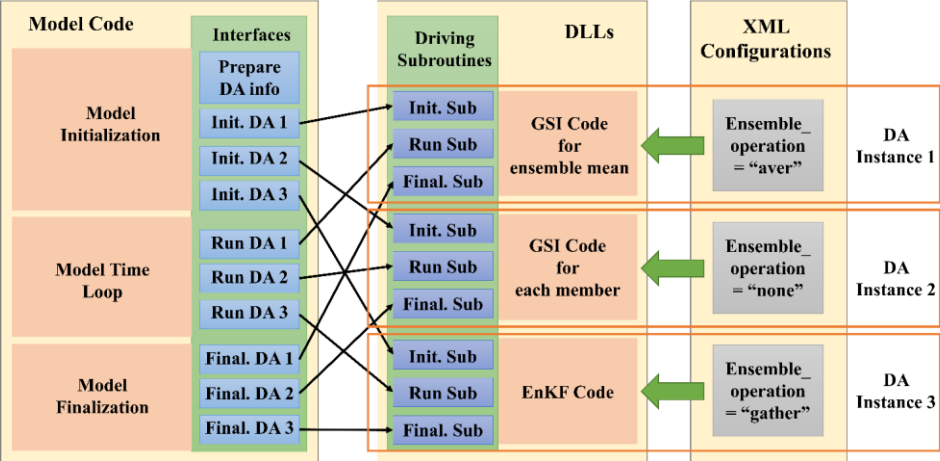 Model Code
Interfaces
Prepare
DA info
Model
Initialization
Init. DA 1
Init. DA 2
Init. DA 3
Model Time
Loop
Run DA 1
Run DA 2
Run DA 3
Model
Finalization
Final. DA 1
Final. DA 2
Final. DA 3
DLLs
Driving
Subroutines
Init. Sub
Run Sub
Final. Sub
GSI Code
for
ensemble mean
Init. Sub
Run Sub
Final. Sub
GSI Code
for
each member
Init. Sub
Run Sub
Final. Sub
EnKF Code
XML
Configurations
Ensemble_
operation
= “aver”
DA
Instance 1
Ensemble_
operation
= “none”
DA
Instance 2
Ensemble_
operation
= “gather”
DA
Instance 3